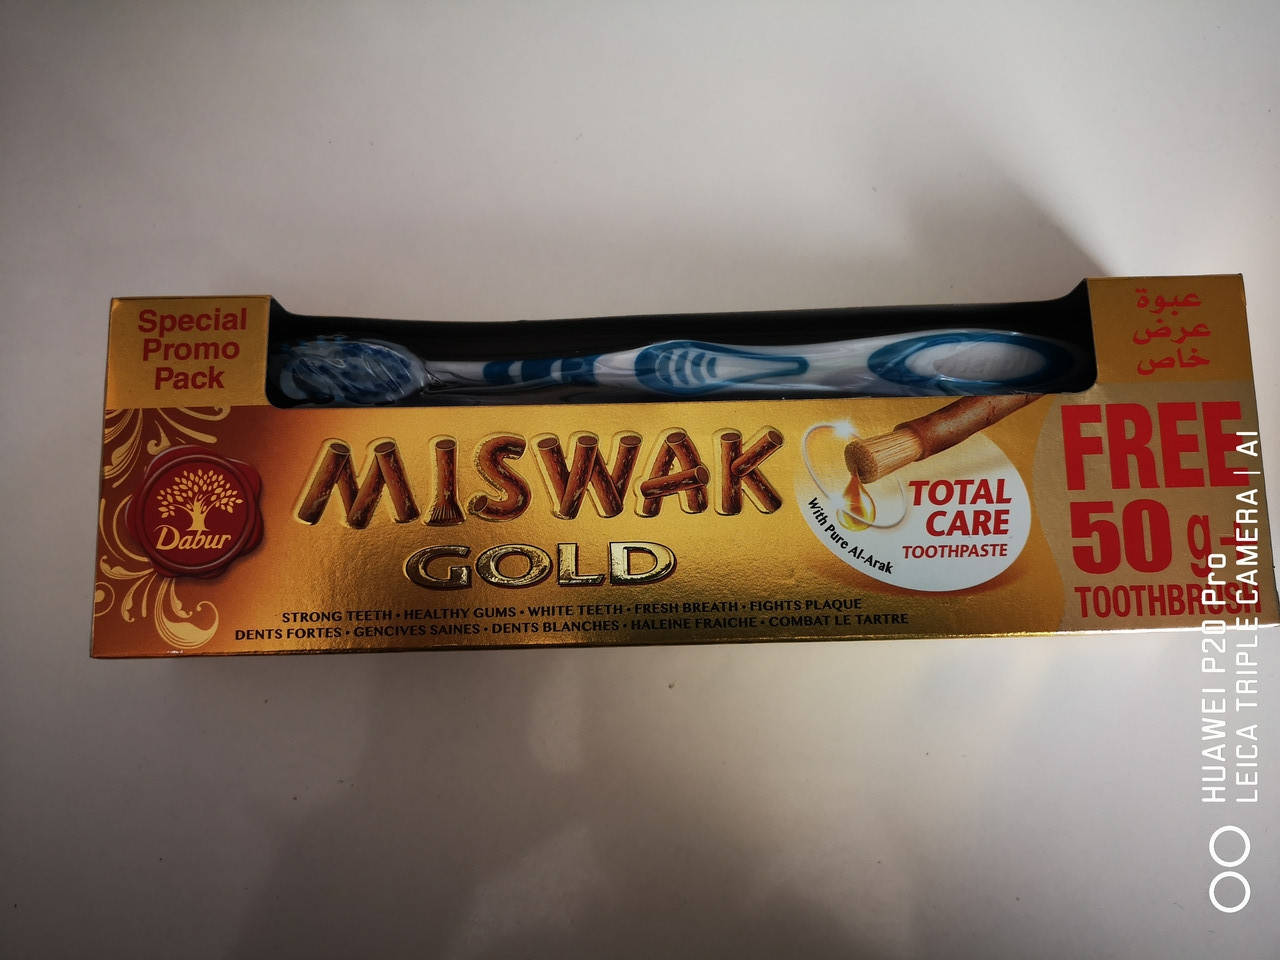 Special
Promo
Pack
عبوة
عرض
خاص
Dabur
MISWAK
GOLD
STRONG TEETH • HEALTHY GUMS • WHITE TEETH • FRESH BREATH • FIGHTS PLAQUE
DENTS FORTES • GENCIVES SAINES • DENTS BLANCHES • HALEINE FRAICHE • COMBAT LE TARTRE
With Pure Al-Arak
TOTAL
CARE
TOOTHPASTE
FREE
50 g+
TOOTHBRUSH
HUAWEI P20 Pro
LEICA TRIPLE CAMERA | AI